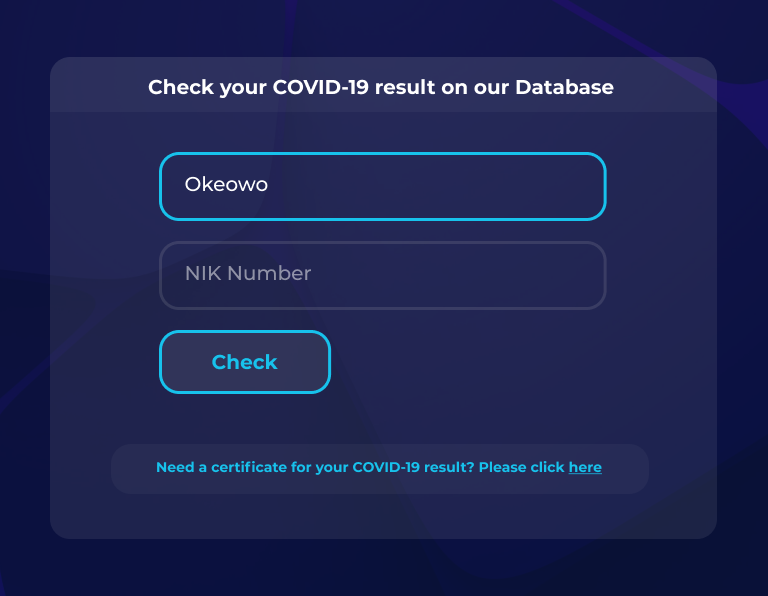 Check your COVID-19 result on our Database
Okeowo
NIK Number
Check
Need a certificate for your COVID-19 result? Please click here